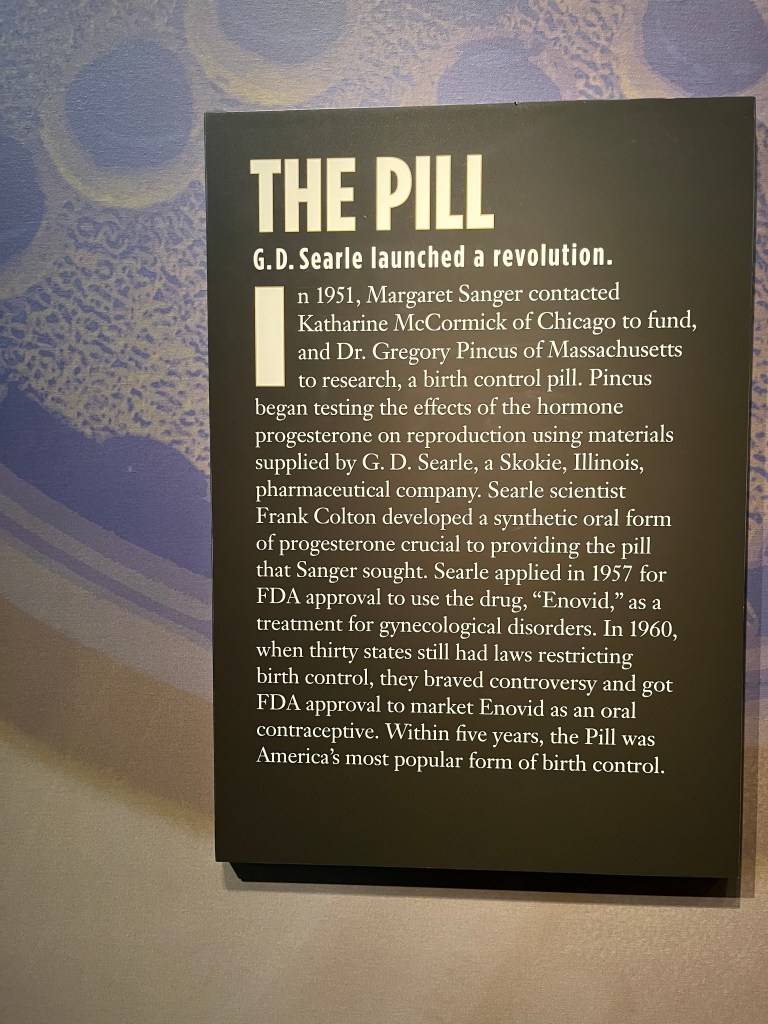 THE PILL
G.D. Searle launched a revolution.
In 1951, Margaret Sanger contacted
Katharine McCormick of Chicago to fund,
and Dr. Gregory Pincus of Massachusetts
to research, a birth control pill. Pincus
began testing the effects of the hormone
progesterone on reproduction using materials
supplied by G. D. Searle, a Skokie, Illinois,
pharmaceutical company. Searle scientist
Frank Colton developed a synthetic oral form
of progesterone crucial to providing the pill
that Sanger sought. Searle applied in 1957 for
FDA approval to use the drug, “Enovid,” as a
treatment for gynecological disorders. In 1960,
when thirty states still had laws restricting
birth control, they braved controversy and got
FDA approval to market Enovid as an oral
contraceptive. Within five years, the Pill was
America’s most popular form of birth control.